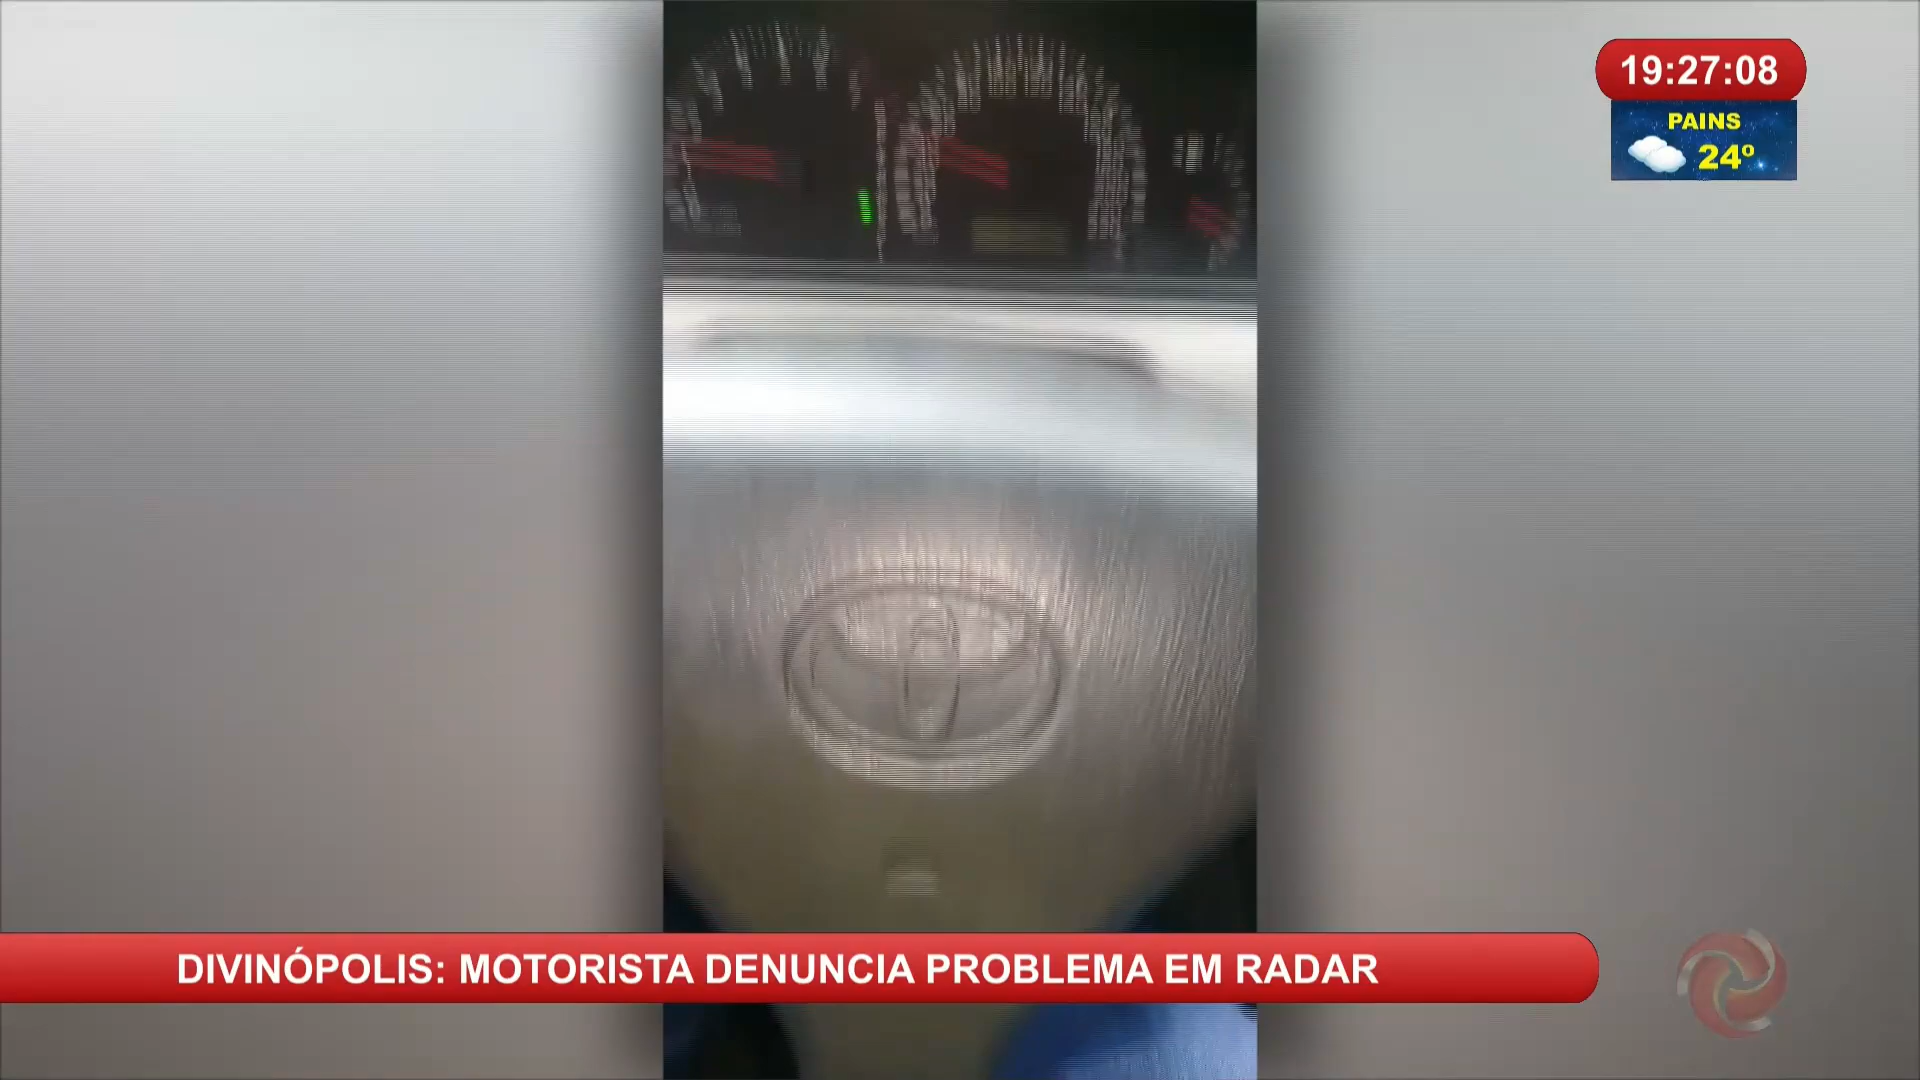 19:27:08
PAINS
24º
DIVINÓPOLIS: MOTORISTA DENUNCIA PROBLEMA EM RADAR